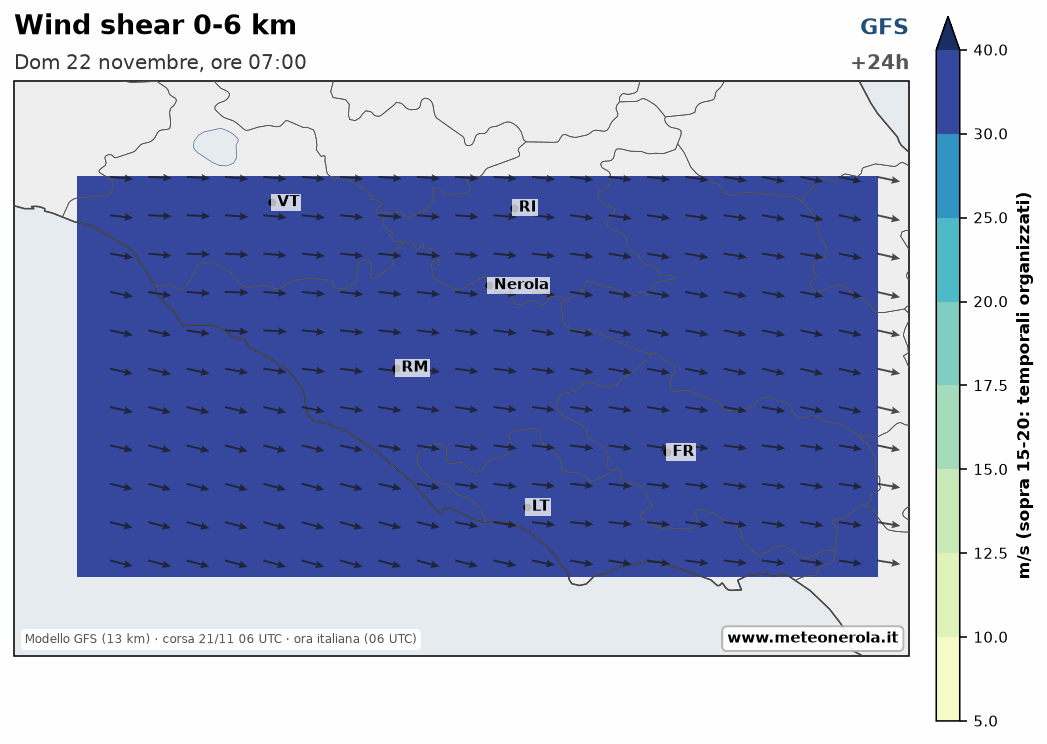 Wind shear 0-6 km
GFS
Dom 22 novembre, ore 07:00
+24h
VT
RI
Nerola
RM
FR
LT
Modello GFS (13 km) · corsa 21/11 06 UTC · ora italiana (06 UTC)
www.meteonerola.it
40.0
30.0
25.0
20.0
17.5
15.0
12.5
10.0
5.0
m/s (sopra 15-20: temporali organizzati)